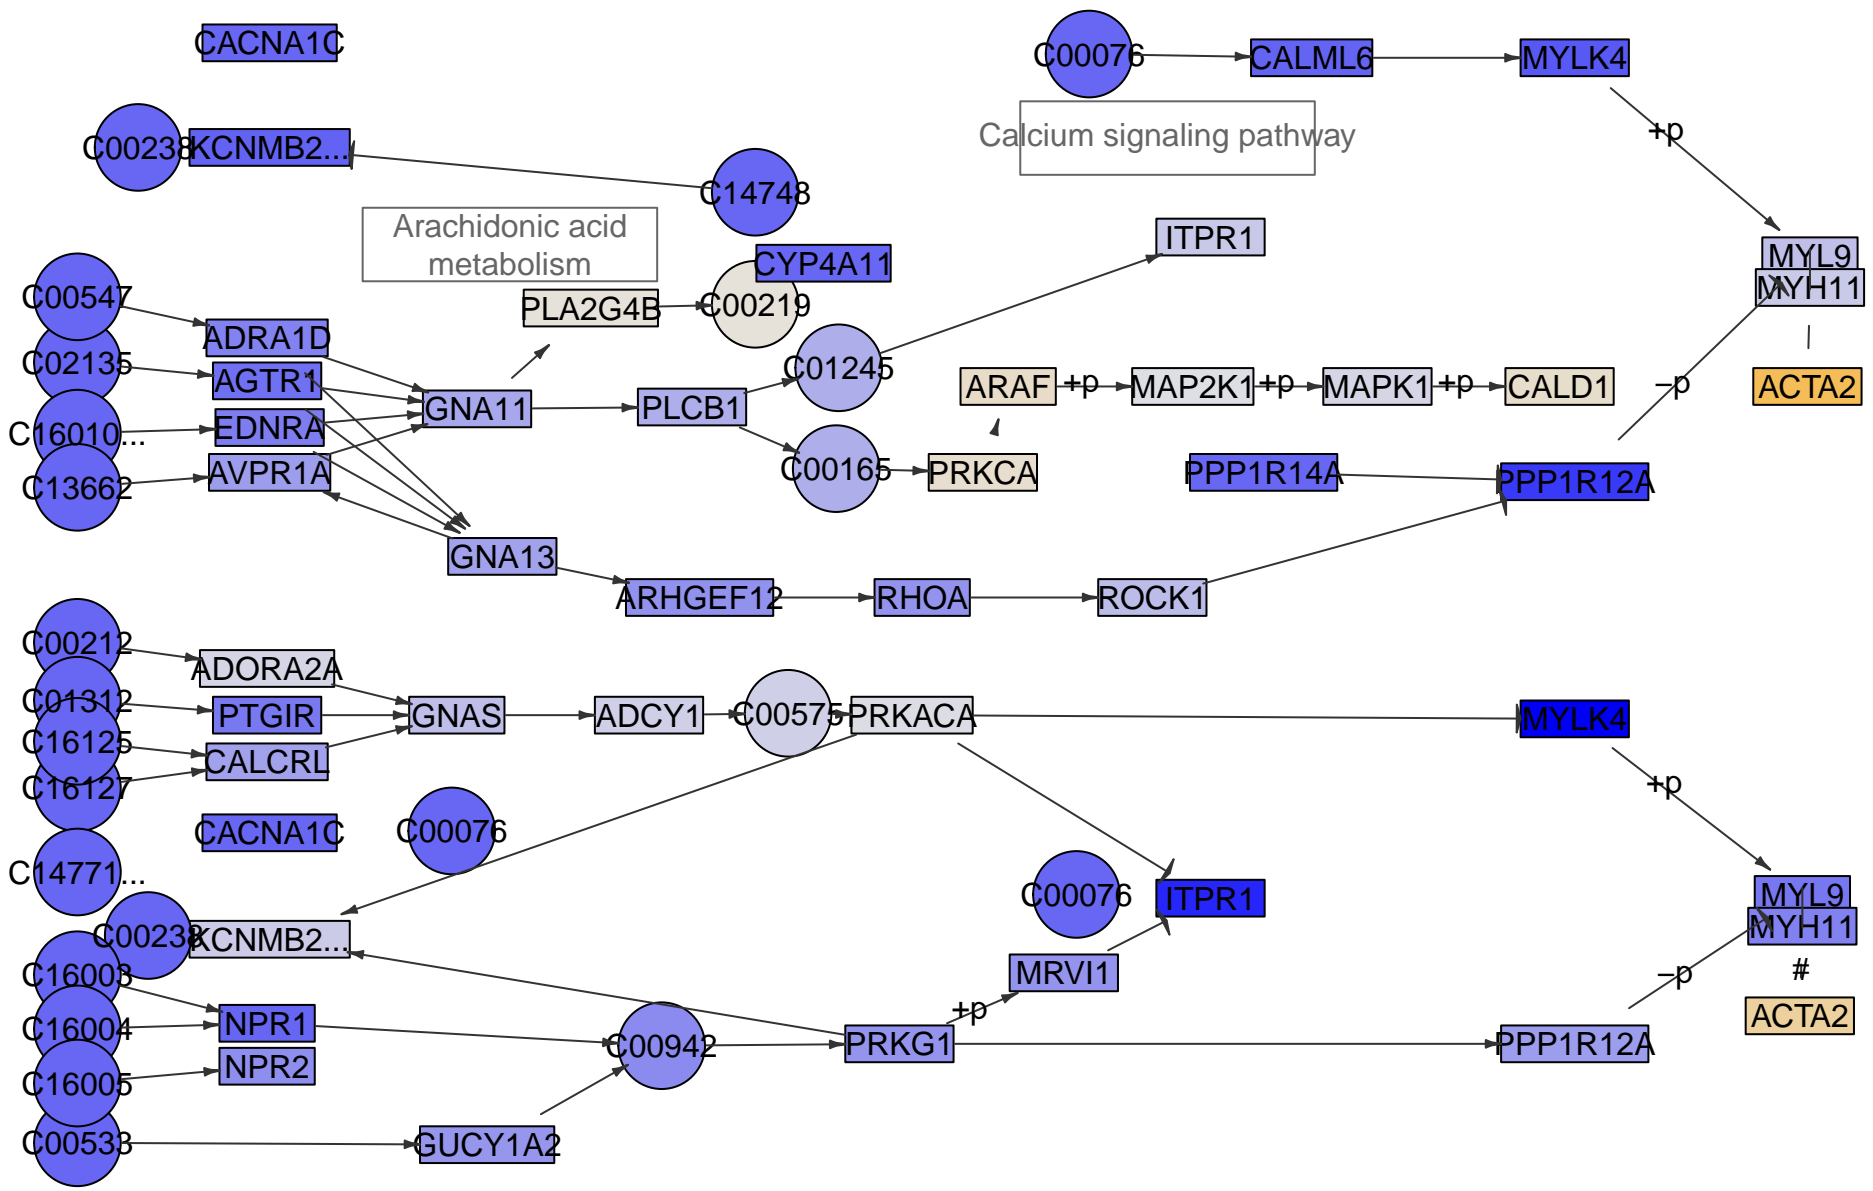 CACNA1C
C00076
CALML6
MYLK4
+p
Calcium signaling pathway
C00238
KCNMB2...
C14748
Arachidonic acid
metabolism
ITPR1
MYL9
MYH11
CYP4A11
C00219
PLA2G4B
C00547
ADRA1D
C02135
AGTR1
C16010...
EDNRA
C13662
AVPR1A
GNA11
PLCB1
C01245
C00165
ARAF
+p
MAP2K1
+p
MAPK1
+p
CALD1
–p
ACTA2
PRKCA
PPP1R14A
PPP1R12A
GNA13
ARHGEF12
RHOA
ROCK1
C00212
ADORA2A
C01312
PTGIR
C16125
CALCRL
C16127
GNAS
ADCY1
C00575
PRKACA
MYLK4
+p
CACNA1C
C00076
C14771...
C00076
ITPR1
MYL9
MYH11
C00238
KCNMB2...
C16003
MRVI1
–p
#
ACTA2
+p
C16004
NPR1
C00942
PRKG1
PPP1R12A
C16005
NPR2
C00533
GUCY1A2